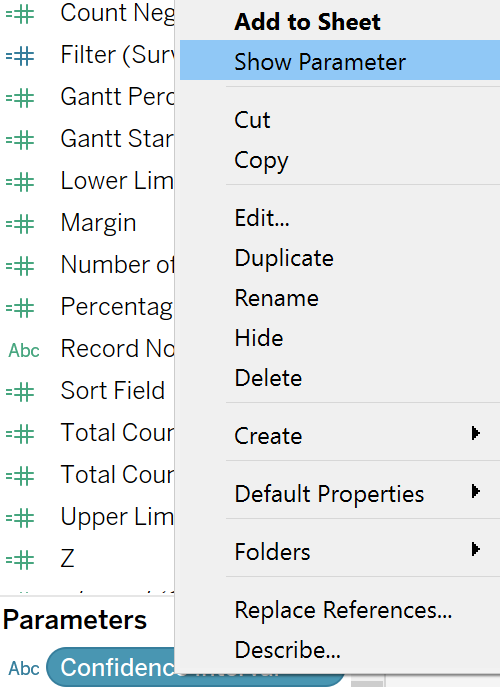 Count Neg
Filter (Surv
Gantt Perc
Gantt Star
Lower Lim
Margin
Number of
Percentag
Abc Record No
Sort Field
Total Coun
Total Coun
Upper Lim
Z
Parameters
Abc Confidence Interval
Add to Sheet
Show Parameter
Cut
Copy
Edit...
Duplicate
Rename
Hide
Delete
Create
Default Properties
Folders
Replace References...
Describe...